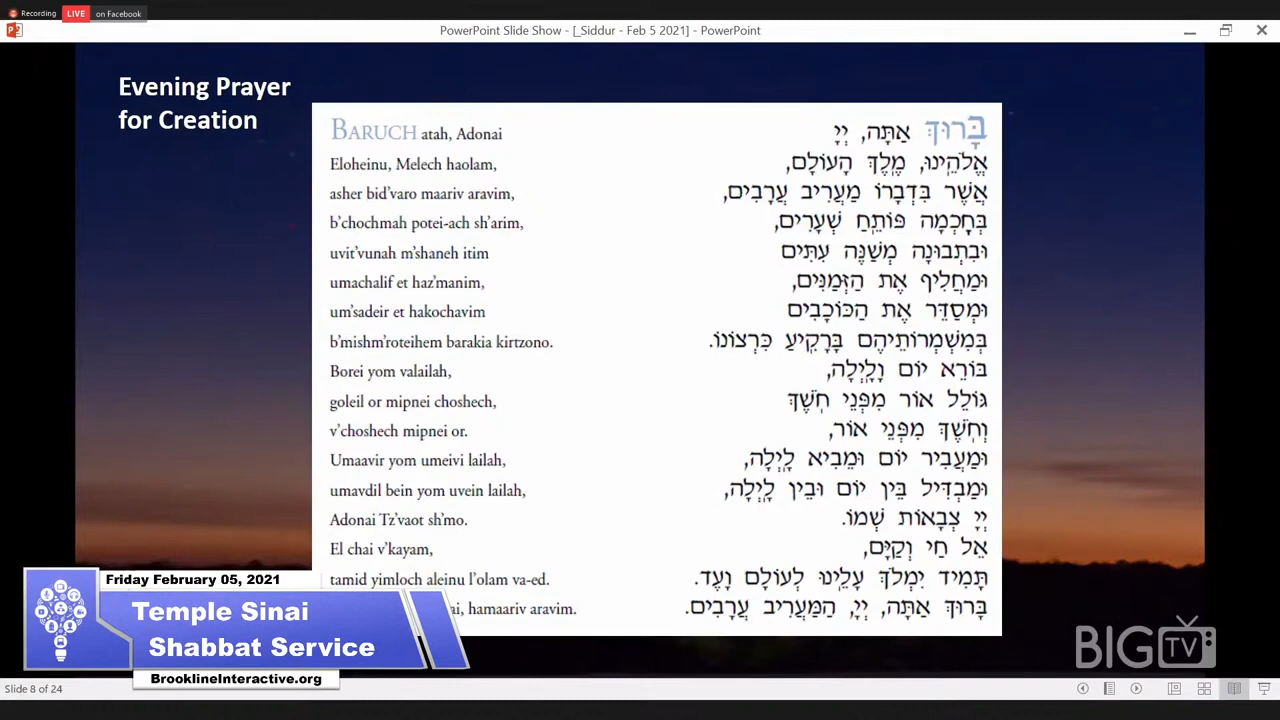 Recording LIVE on Facebook
PowerPoint Slide Show - [_Siddur - Feb 5 2021] - PowerPoint
Evening Prayer
for Creation
BARUCH atah, Adonai
Eloheinu, Melech haolam,
asher bid'varo maariv aravim,
b'chochmah potei-ach sh'arim,
uvit'vunah m'shaneh itim
umachalif et haz'manim,
um'sadeir et hakochavim
b'mishm'roteihem barakia kirtzono.
Borei yom valailah,
goleil or mipnei choshech,
v'choshech mipnei or.
Umaavir yom umeivi lailah,
umavdil bein yom uvein lailah,
Adonai Tz'vaot sh'mo.
El chai v'kayam,
tamid yimloch aleinu l'olam va-ed.
ai, hamaariv aravim.
בָּרוּךְ אַתָּה, יְיָ
אֱלֹהֵֽינוּ, מֶֽלֶךְ הָעוֹלָם,
אֲשֶׁר בִּדְבָרוֹ מַעֲרִיב עֲרָבִים,
בְּחָכְמָה פּוֹתֵֽחַ שְׁעָרִים,
וּבִתְבוּנָה מְשַׁנֶּה עִתִּים
וּמַחֲלִיף אֶת הַזְּמַנִּים,
וּמְסַדֵּר אֶת הַכּוֹכָבִים
בְּמִשְׁמְרוֹתֵיהֶם בָּרָקִֽיעַ כִּרְצוֹנוֹ.
בּוֹרֵא יוֹם וָלָֽיְלָה,
גּוֹלֵל אוֹר מִפְּנֵי חֹֽשֶׁךְ
וְחֹֽשֶׁךְ מִפְּנֵי אוֹר,
וּמַעֲבִיר יוֹם וּמֵבִיא לָֽיְלָה,
וּמַבְדִּיל בֵּין יוֹם וּבֵין לָֽיְלָה,
יְיָ צְבָאוֹת שְׁמוֹ.
אֵל חַי וְקַיָּם,
תָּמִיד יִמְלֹךְ עָלֵֽינוּ לְעוֹלָם וָעֶד.
בָּרוּךְ אַתָּה, יְיָ, הַמַּעֲרִיב עֲרָבִים.
Friday February 05, 2021
Temple Sinai
Shabbat Service
BrooklineInteractive.org
BIG TV
Slide 8 of 24